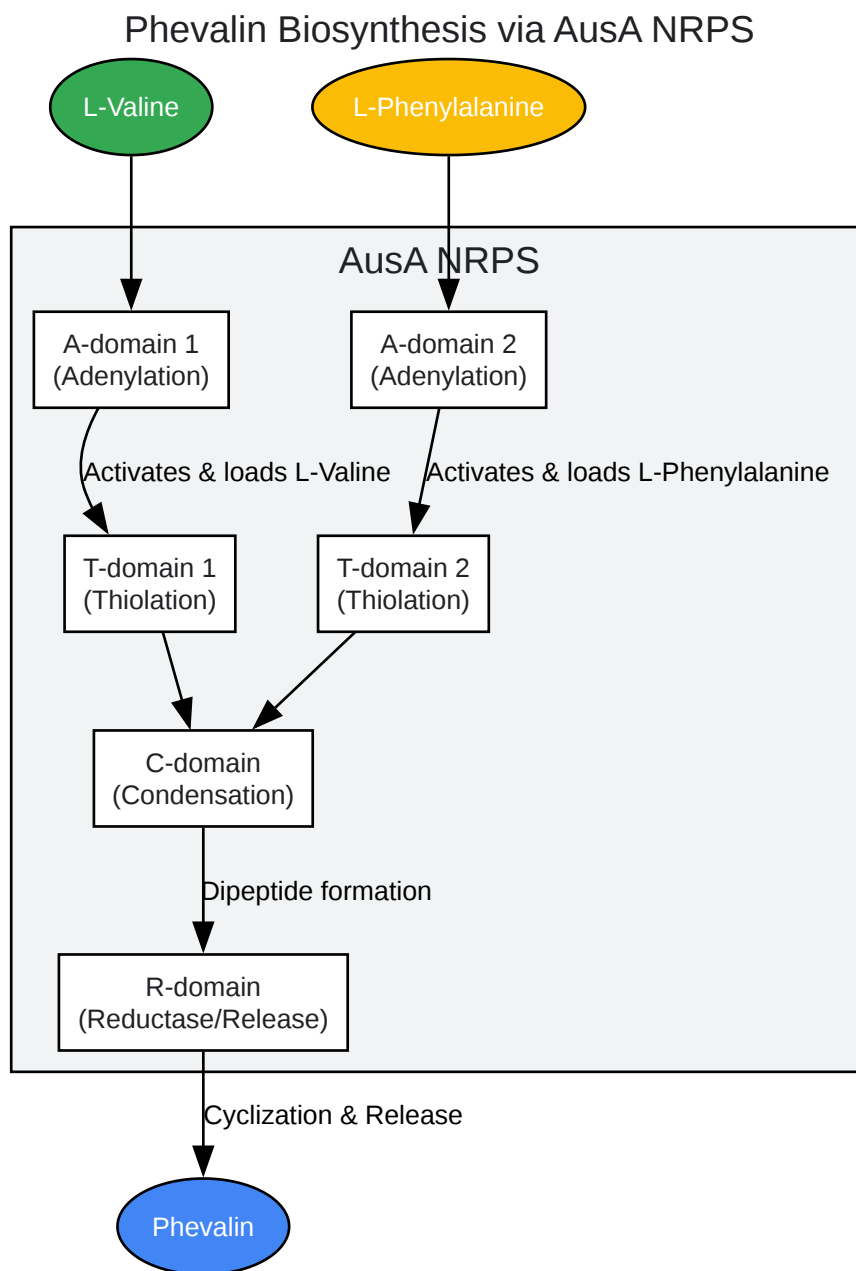 Phevalin Biosynthesis via AusA NRPS
L-Valine
L-Phenylalanine
AusA NRPS
A-domain 1
(Adenylation)
A-domain 2
(Adenylation)
Activates & loads L-Valine
Activates & loads L-Phenylalanine
T-domain 1
(Thiolation)
T-domain 2
(Thiolation)
C-domain
(Condensation)
Dipeptide formation
R-domain
(Reductase/Release)
Cyclization & Release
Phevalin